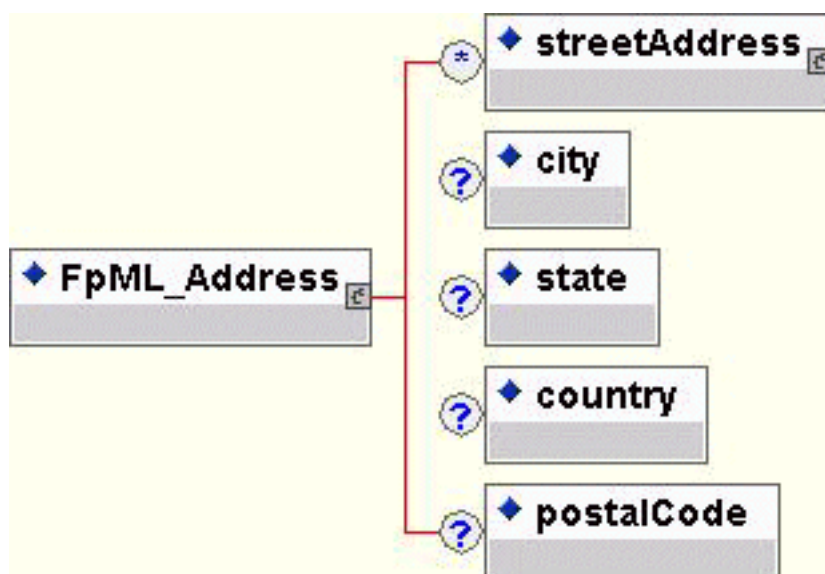 * streetAddress
? city
FpML_Address
? state
? country
? postalCode